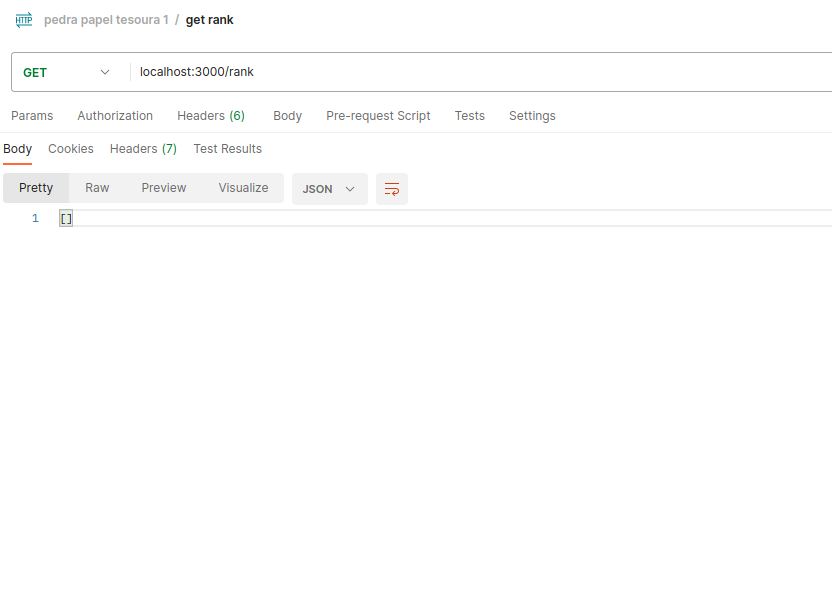 HTTP pedra papel tesoura 1 / get rank
GET localhost:3000/rank
Params Authorization Headers (6) Body Pre-request Script Tests Settings
Body Cookies Headers (7) Test Results
Pretty Raw Preview Visualize JSON
1 []